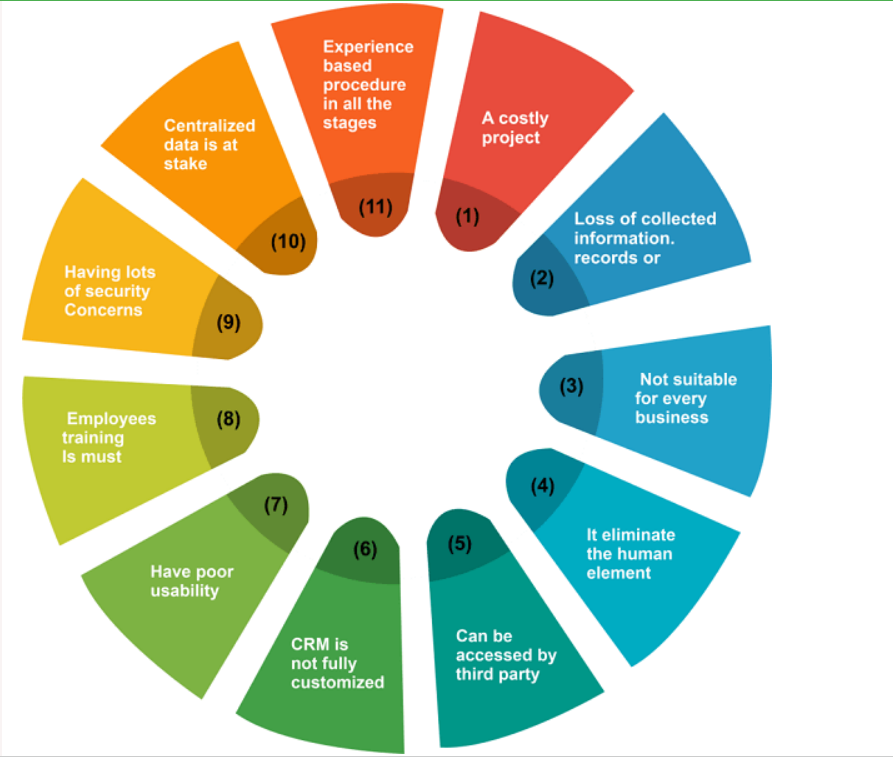 (1)
A costly
project
(2)
Loss of collected
information.
records or
(3)
Not suitable
for every
business
(4)
It eliminate
the human
element
(5)
Can be
accessed by
third party
(6)
CRM is
not fully
customized
(7)
Have poor
usability
(8)
Employees
training
Is must
(9)
Having lots
of security
Concerns
(10)
Centralized
data is at
stake
(11)
Experience
based
procedure
in all the
stages